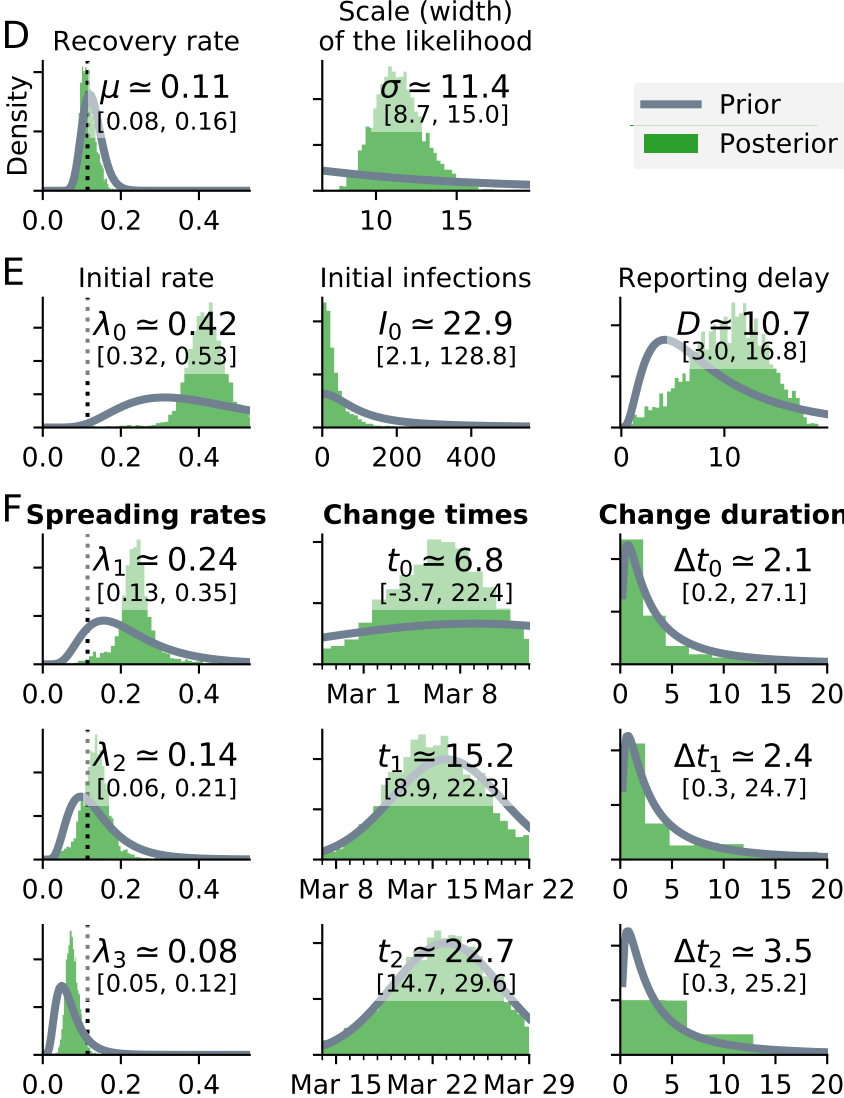 D
Recovery rate
Density
μ ≃ 0.11
[0.08, 0.16]
0.0 0.2 0.4
Scale (width)
of the likelihood
σ ≃ 11.4
[8.7, 15.0]
10 15
Prior
Posterior
E
Initial rate
λ0 ≃ 0.42
[0.32, 0.53]
0.0 0.2 0.4
Initial infections
I0 ≃ 22.9
[2.1, 128.8]
0 200 400
Reporting delay
D ≃ 10.7
[3.0, 16.8]
0 10
F
Spreading rates
λ1 ≃ 0.24
[0.13, 0.35]
0.0 0.2 0.4
Change times
t0 ≃ 6.8
[-3.7, 22.4]
Mar 1 Mar 8
Change duration
Δt0 ≃ 2.1
[0.2, 27.1]
0 5 10 15 20
λ2 ≃ 0.14
[0.06, 0.21]
0.0 0.2 0.4
t1 ≃ 15.2
[8.9, 22.3]
Mar 8 Mar 15 Mar 22
Δt1 ≃ 2.4
[0.3, 24.7]
0 5 10 15 20
λ3 ≃ 0.08
[0.05, 0.12]
0.0 0.2 0.4
t2 ≃ 22.7
[14.7, 29.6]
Mar 15 Mar 22 Mar 29
Δt2 ≃ 3.5
[0.3, 25.2]
0 5 10 15 20